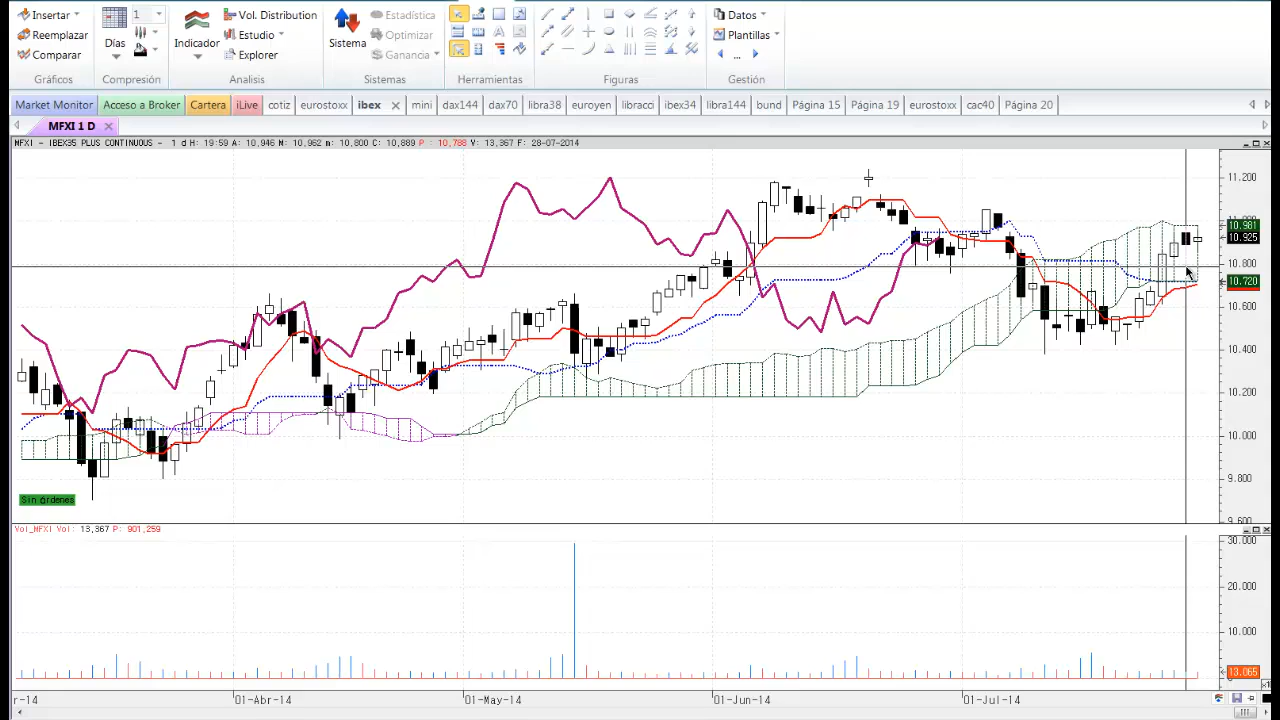 Insertar
Reemplazar
Comparar
Gráficos
1
Días
Compresión
Indicador
Vol. Distribution
Estudio
Explorer
Analisis
Sistema
Estadística
Optimizar
Ganancia
Sistemas
Herramientas
Figuras
Datos
Plantillas
...
Gestión
Market Monitor Acceso a Broker Cartera iLive cotiz eurostoxx ibex mini dax144 dax70 libra38 euroyen libacci ibex34 libra144 bund Página 15 Página 19 eurostoxx cac40 Página 20
MFXI 1 D
MFXI - IBEX35 PLUS CONTINUOUS - 1 d H: 19:59 A: 10,946 M: 10,962 m: 10,800 C: 10,889 P : 10,788 V: 13,367 F: 28-07-2014
11.200
10.981
10.925
10.800
10.720
10.600
10.400
10.200
10.000
9.800
9.600
Sin órdenes
Vol_MFXI Vol: 13,367 P: 901,259
30.000
20.000
10.000
13.065
r-14 01-Abr-14 01-May-14 01-Jun-14 01-Jul-14